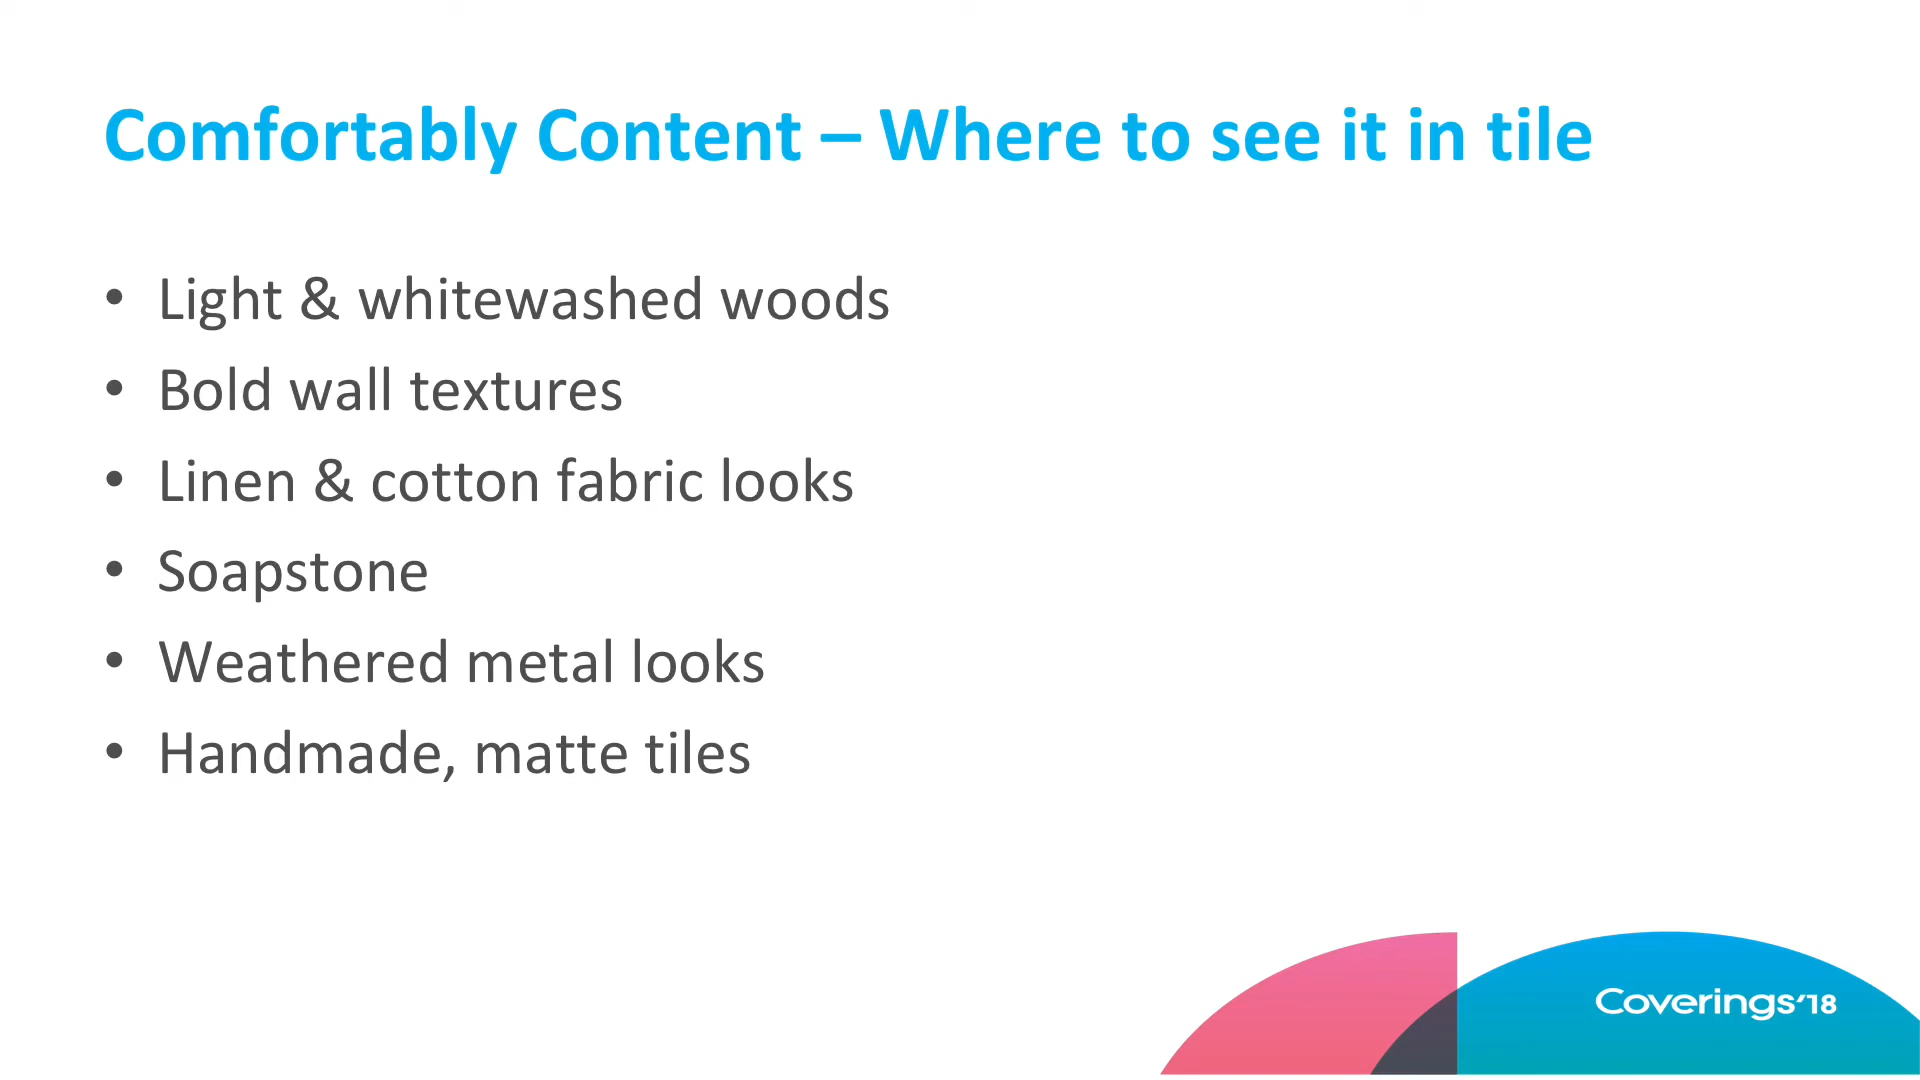 Comfortably Content – Where to see it in tile
• Light & whitewashed woods
• Bold wall textures
• Linen & cotton fabric looks
• Soapstone
• Weathered metal looks
• Handmade, matte tiles
Coverings'18